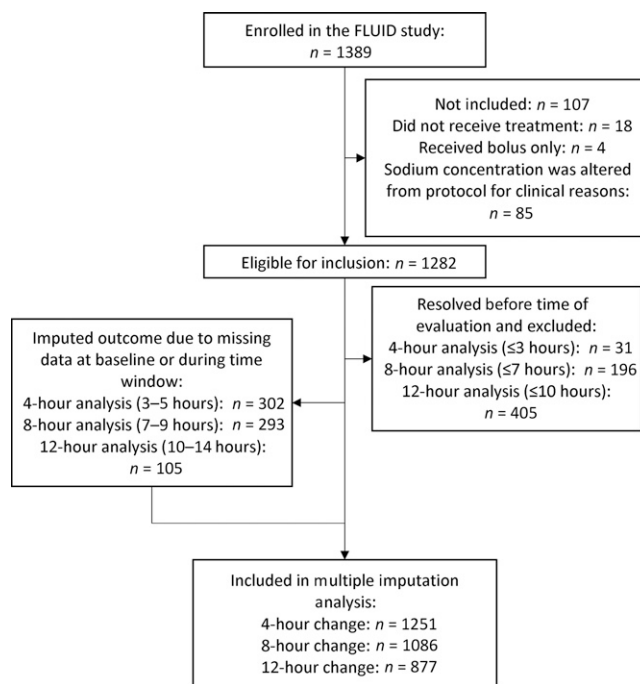 Enrolled in the FLUID study:
n = 1389
Not included: n = 107
Did not receive treatment: n = 18
Received bolus only: n = 4
Sodium concentration was altered
from protocol for clinical reasons:
n = 85
Eligible for inclusion: n = 1282
Resolved before time of
evaluation and excluded:
4-hour analysis (≤3 hours): n = 31
8-hour analysis (≤7 hours): n = 196
12-hour analysis (≤10 hours):
n = 405
Imputed outcome due to missing
data at baseline or during time
window:
4-hour analysis (3–5 hours): n = 302
8-hour analysis (7–9 hours): n = 293
12-hour analysis (10–14 hours):
n = 105
Included in multiple imputation
analysis:
4-hour change: n = 1251
8-hour change: n = 1086
12-hour change: n = 877